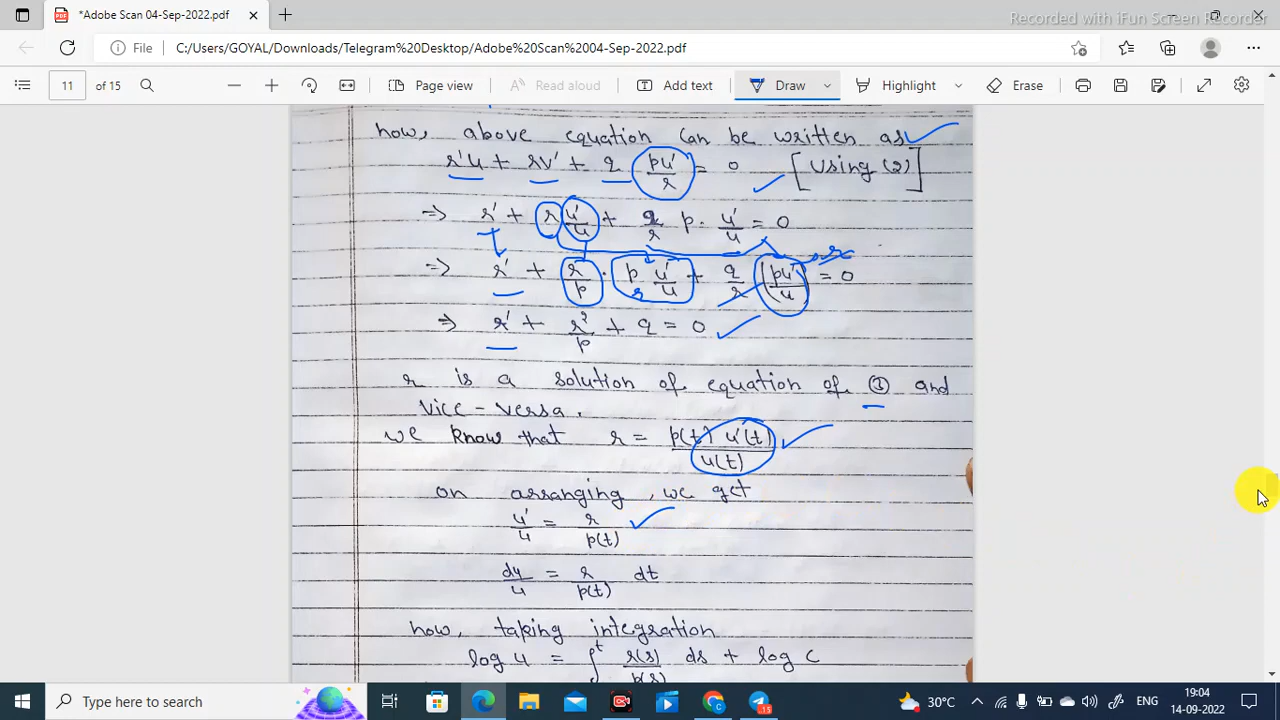 *Adobe Scan 04-Sep-2022.pdf
Recorded with iFun Screen Recorder
File C:/Users/GOYAL/Downloads/Telegram%20Desktop/Adobe%20Scan%2004-Sep-2022.pdf
11 of 15 Page view Read aloud Add text Draw Highlight Erase
now, above equation can be written as
r'u + ru' + q pu'/r = 0 [Using (2)]
⇒ r' + r u'/u + q/r p. u'/u = 0
⇒ r' + r/p . p u'/u + q/r (pu'/u) = 0
r r
⇒ r' + r²/p + q = 0
r is a solution of equation of ① and
vice-versa.
we know that r = p(t) u'(t)/u(t)
on arranging, we get
u'/u = r/p(t)
du/u = r/p(t) dt
now, taking integration
log u = ∫^t r(s)/p(s) ds + log C
Type here to search
15
30°C
ENG
19:04
14-09-2022